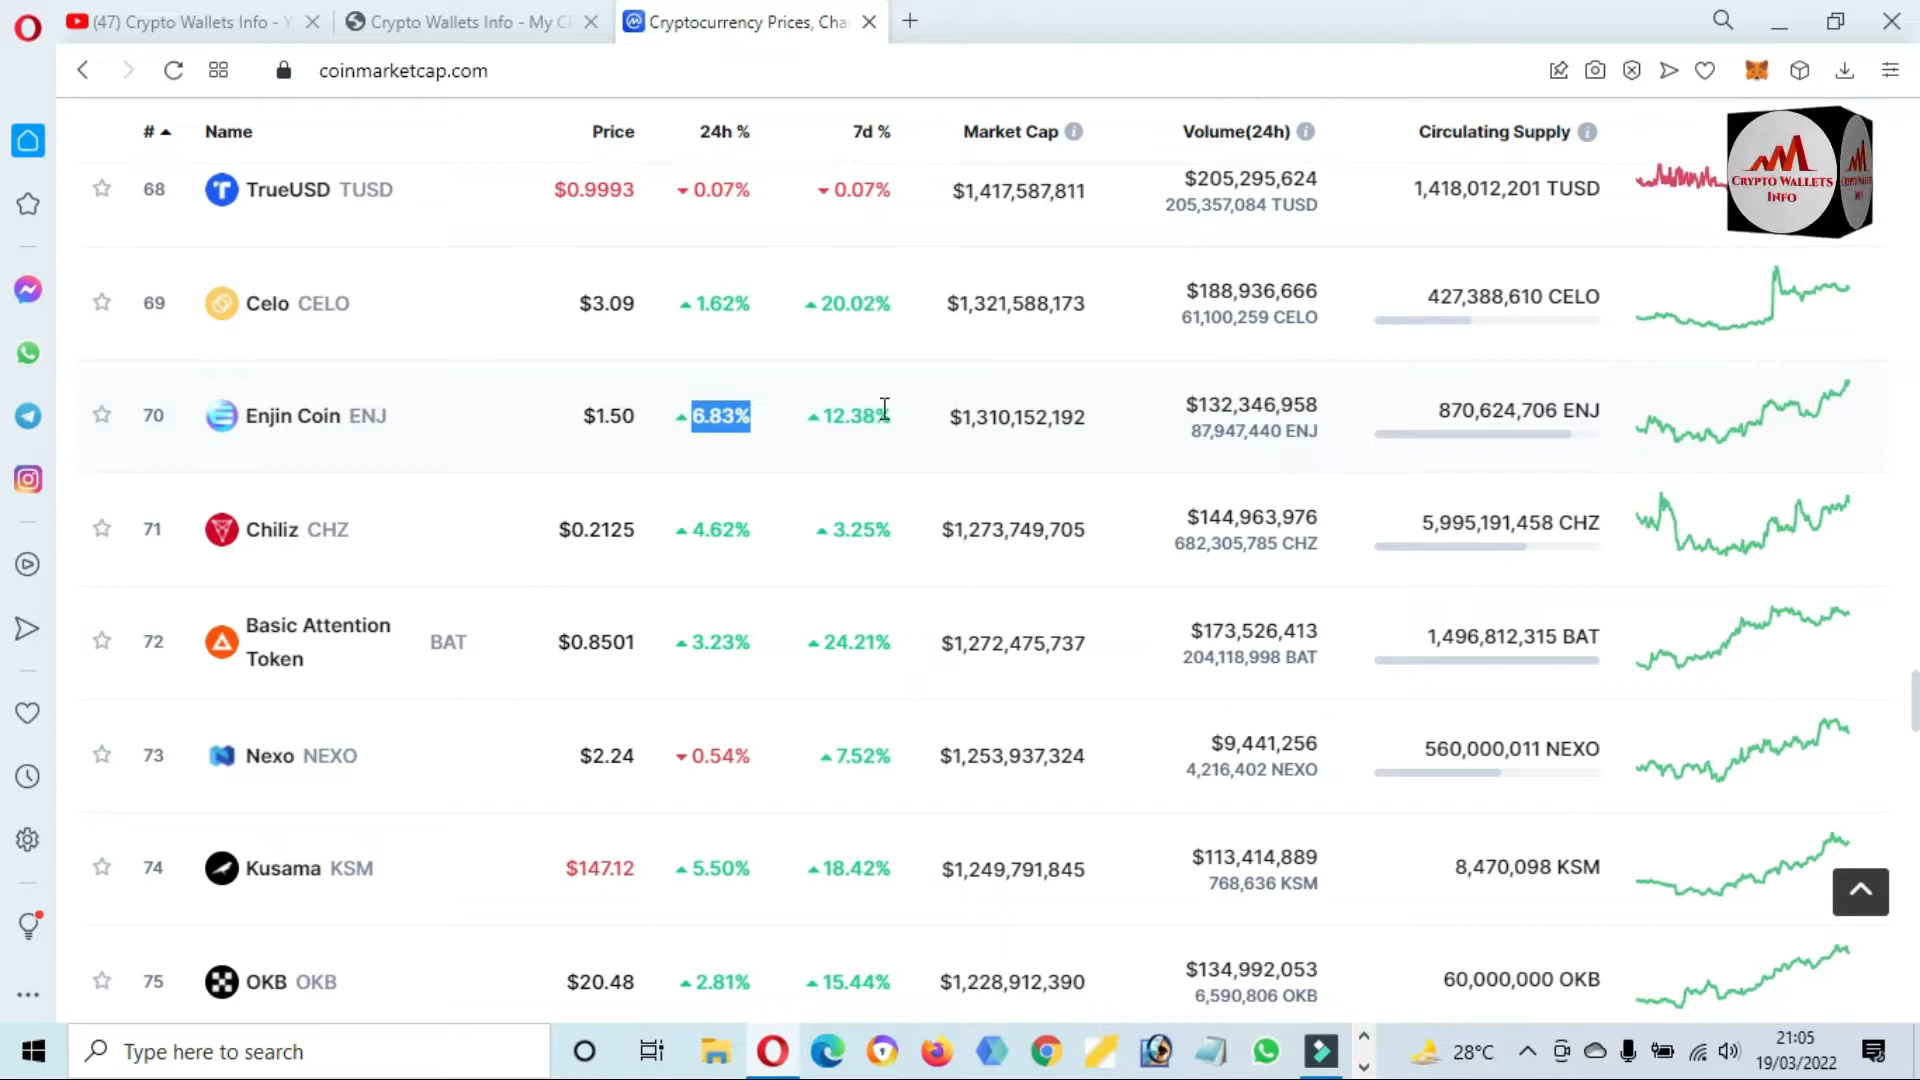 (47) Crypto Wallets Info - Y
Crypto Wallets Info - My C
Cryptocurrency Prices, Cha
coinmarketcap.com
# Name Price 24h % 7d % Market Cap Volume(24h) Circulating Supply
CRYPTO WALLETS
INFO
68 TrueUSD TUSD $0.9993 0.07% 0.07% $1,417,587,811 $205,295,624 1,418,012,201 TUSD
205,357,084 TUSD
69 Celo CELO $3.09 1.62% 20.02% $1,321,588,173 $188,936,666 427,388,610 CELO
61,100,259 CELO
70 Enjin Coin ENJ $1.50 6.83% 12.38% $1,310,152,192 $132,346,958 870,624,706 ENJ
87,947,440 ENJ
71 Chiliz CHZ $0.2125 4.62% 3.25% $1,273,749,705 $144,963,976 5,995,191,458 CHZ
682,305,785 CHZ
72 Basic Attention Token BAT $0.8501 3.23% 24.21% $1,272,475,737 $173,526,413 1,496,812,315 BAT
204,118,998 BAT
73 Nexo NEXO $2.24 0.54% 7.52% $1,253,937,324 $9,441,256 560,000,011 NEXO
4,216,402 NEXO
74 Kusama KSM $147.12 5.50% 18.42% $1,249,791,845 $113,414,889 8,470,098 KSM
768,636 KSM
75 OKB OKB $20.48 2.81% 15.44% $1,228,912,390 $134,992,053 60,000,000 OKB
6,590,806 OKB
Type here to search
28°C
21:05
19/03/2022